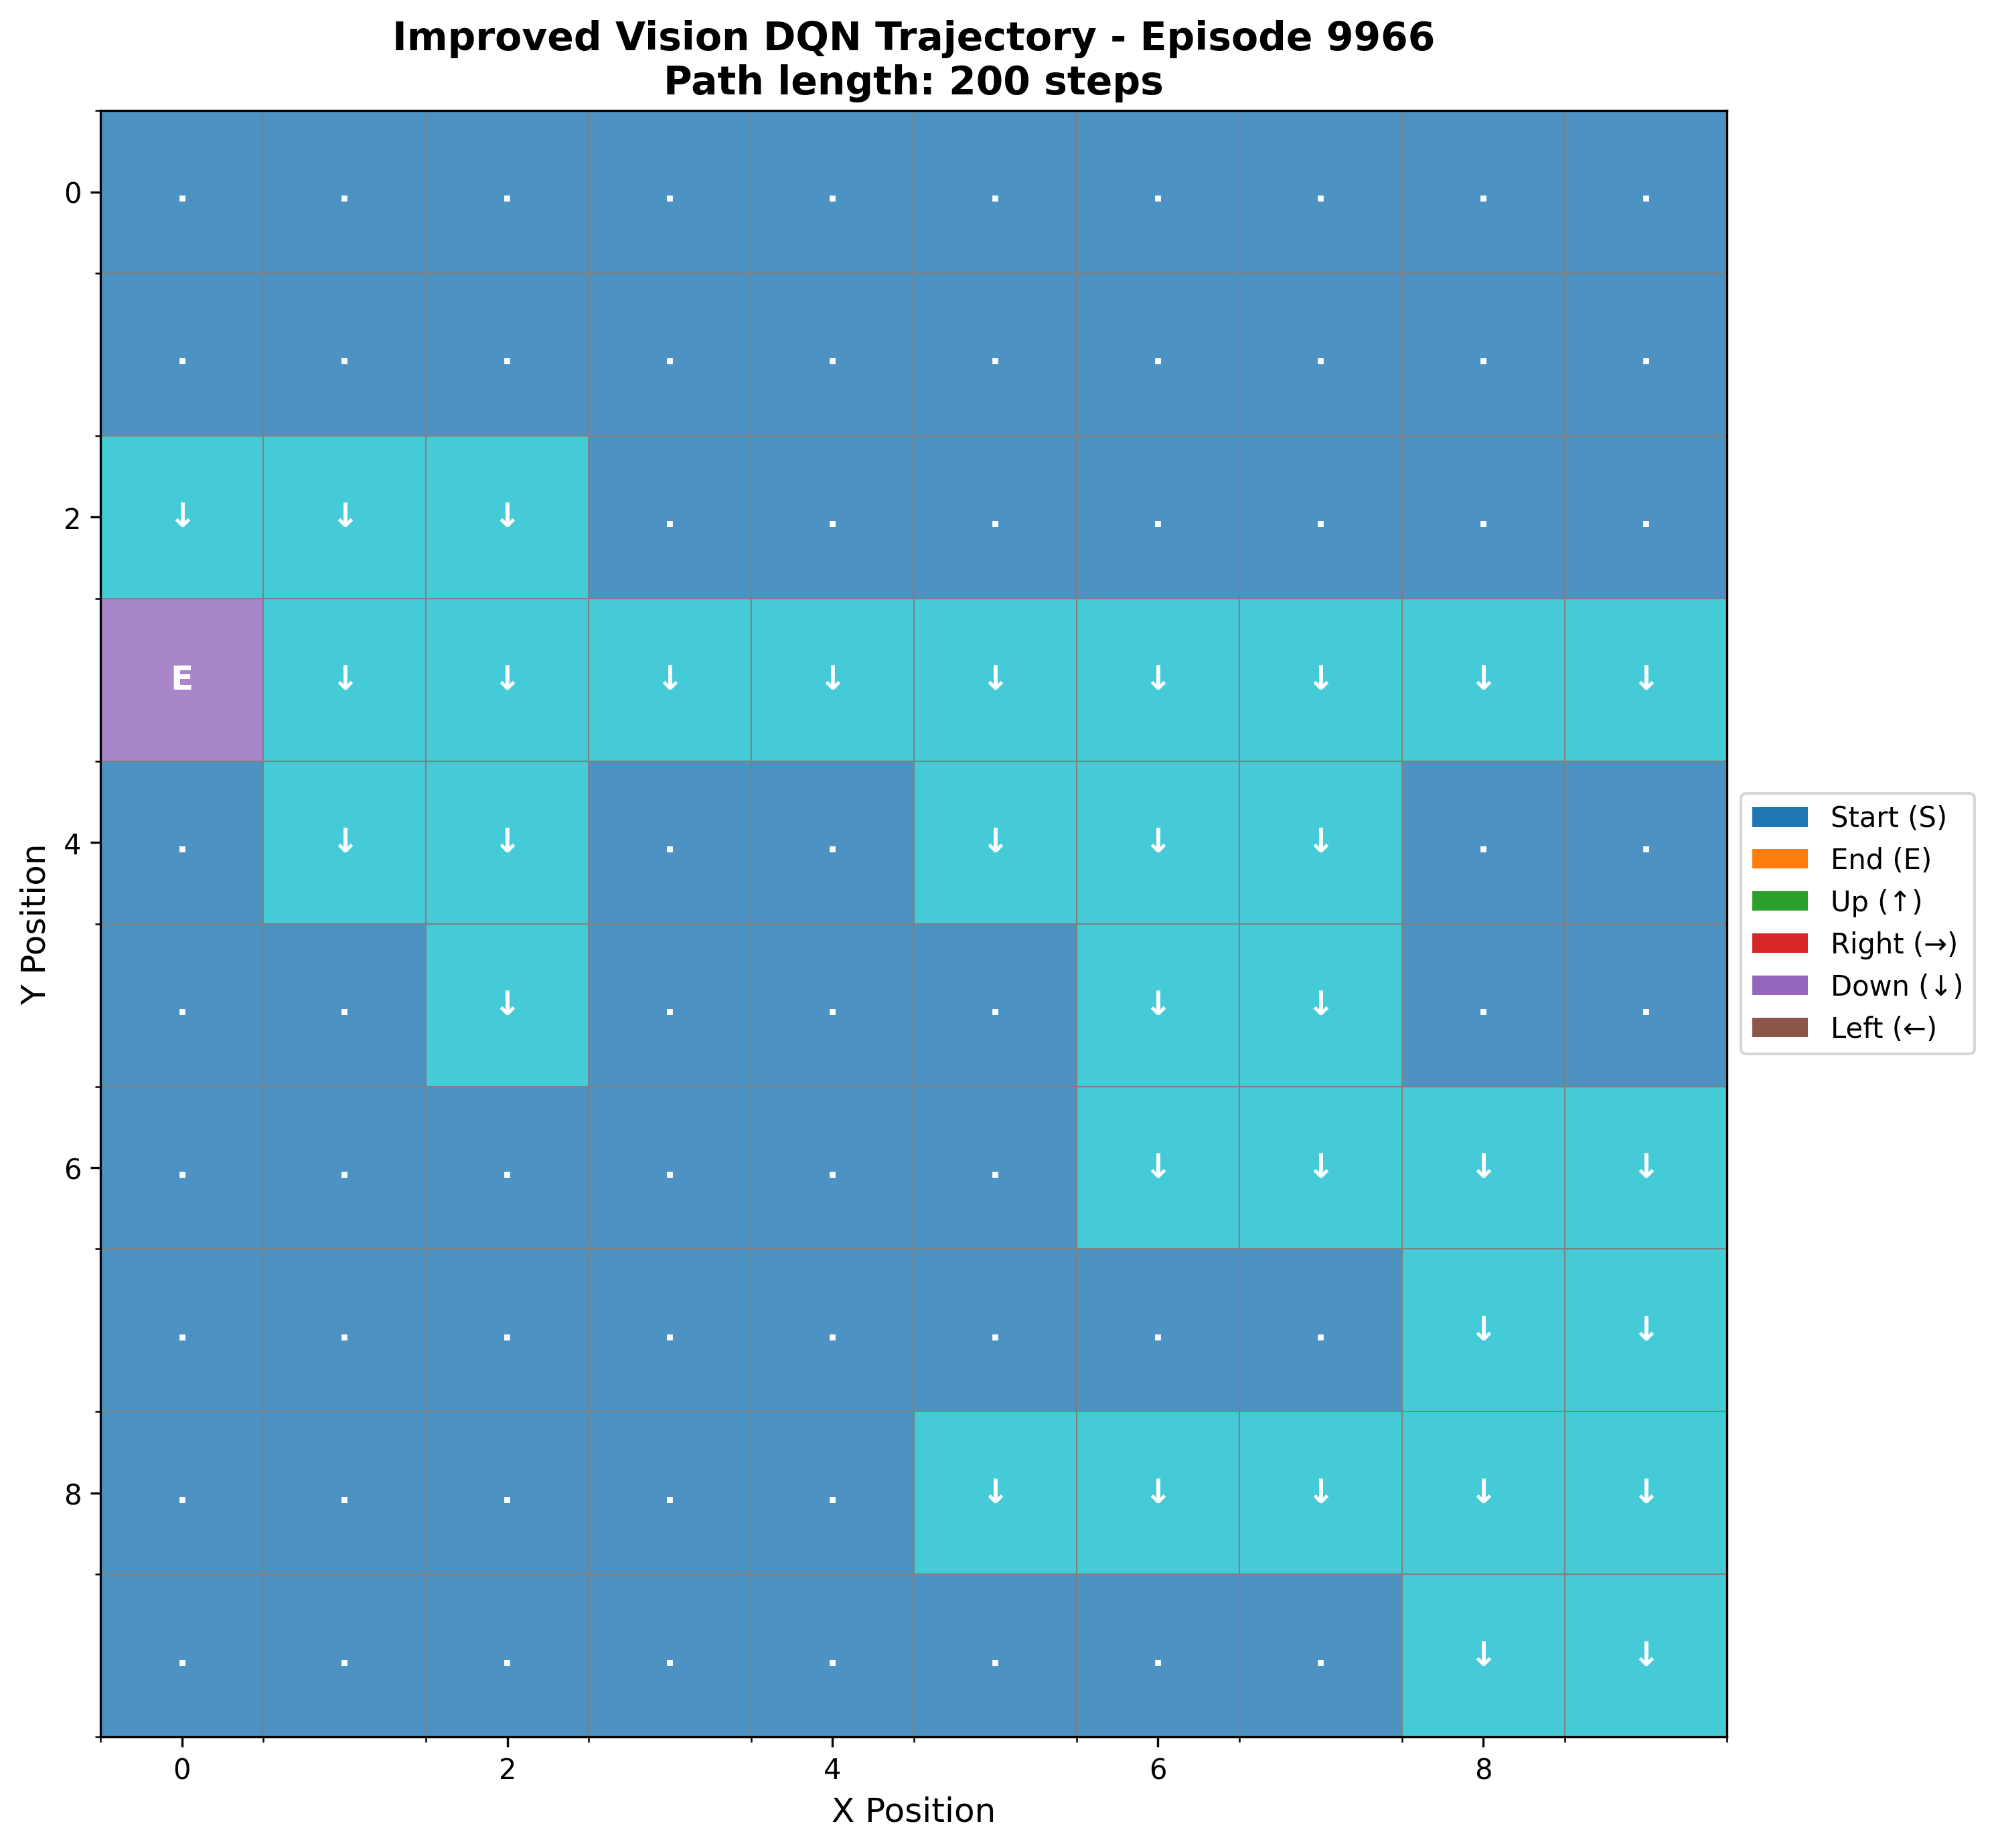 Improved Vision DQN Trajectory - Episode 9966
Path length: 200 steps
0 . . . . . . . . . .
. . . . . . . . . .
2 ↓ ↓ ↓ . . . . . . .
E ↓ ↓ ↓ ↓ ↓ ↓ ↓ ↓ ↓
4 . ↓ ↓ . . ↓ ↓ ↓ . .
. . ↓ . . . ↓ ↓ . .
6 . . . . . . ↓ ↓ ↓ ↓
. . . . . . . . ↓ ↓
8 . . . . . ↓ ↓ ↓ ↓ ↓
. . . . . . . . ↓ ↓
0 2 4 6 8
X Position
Y Position
Start (S)
End (E)
Up (↑)
Right (→)
Down (↓)
Left (←)